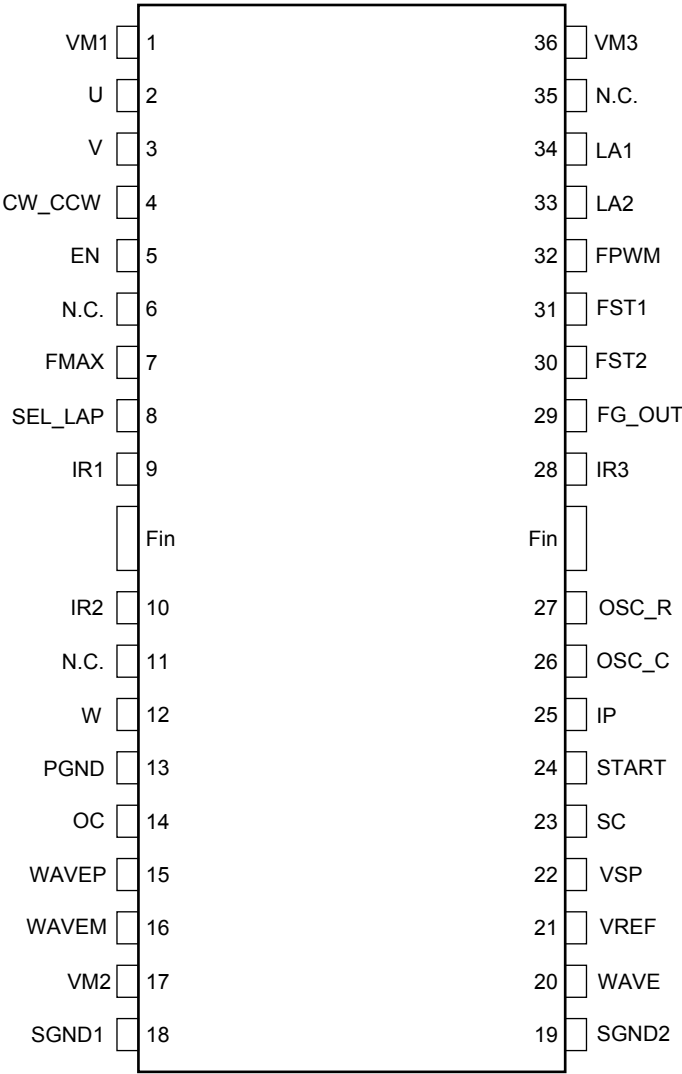 VM1 1 36 VM3
U 2 35 N.C.
V 3 34 LA1
CW_CCW 4 33 LA2
EN 5 32 FPWM
N.C. 6 31 FST1
FMAX 7 30 FST2
SEL_LAP 8 29 FG_OUT
IR1 9 28 IR3
Fin Fin
IR2 10 27 OSC_R
N.C. 11 26 OSC_C
W 12 25 IP
PGND 13 24 START
OC 14 23 SC
WAVEP 15 22 VSP
WAVEM 16 21 VREF
VM2 17 20 WAVE
SGND1 18 19 SGND2